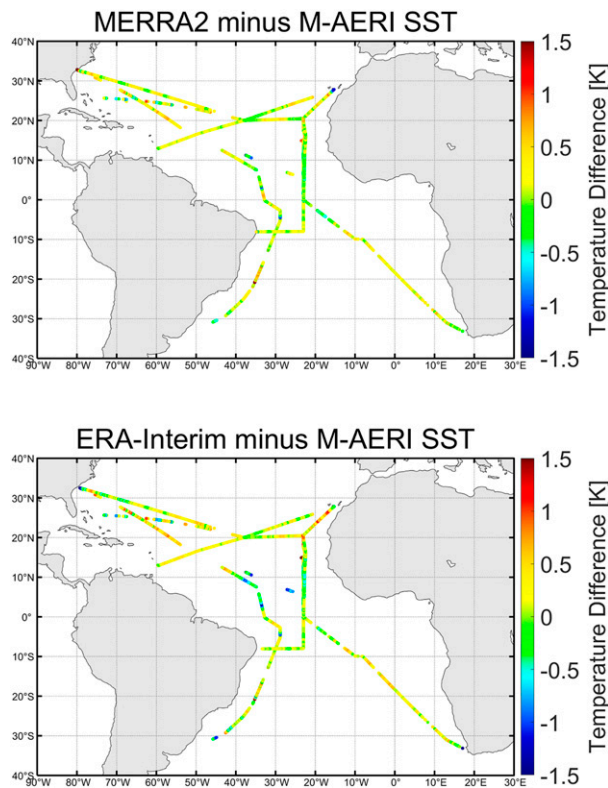 MERRA2 minus M-AERI SST
40°N
30°N
20°N
10°N
0°
10°S
20°S
30°S
40°S
90°W 80°W 70°W 60°W 50°W 40°W 30°W 20°W 10°W 0°E 10°E 20°E 30°E
1.5
1
0.5
0
-0.5
-1
-1.5
Temperature Difference [K]
ERA-Interim minus M-AERI SST
40°N
30°N
20°N
10°N
0°
10°S
20°S
30°S
40°S
90°W 80°W 70°W 60°W 50°W 40°W 30°W 20°W 10°W 0°E 10°E 20°E 30°E
1.5
1
0.5
0
-0.5
-1
-1.5
Temperature Difference [K]